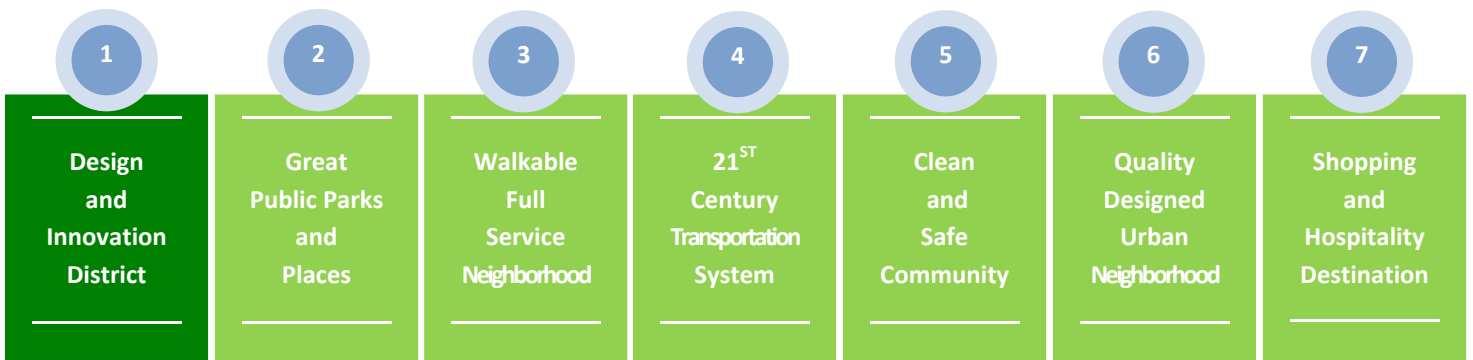 1
Design
and
Innovation
District
2
Great
Public Parks
and
Places
3
Walkable
Full
Service
Neighborhood
4
21ST
Century
Transportation
System
5
Clean
and
Safe
Community
6
Quality
Designed
Urban
Neighborhood
7
Shopping
and
Hospitality
Destination